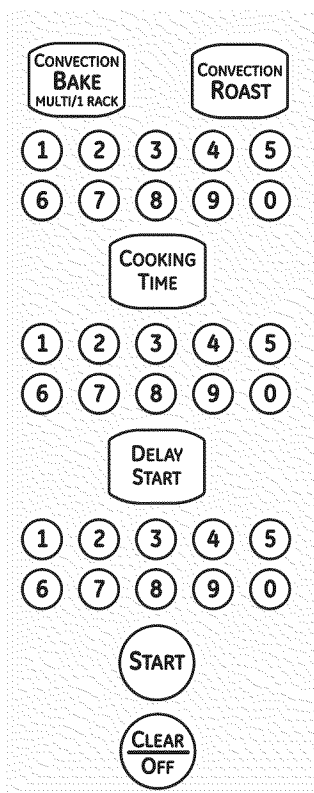 CONVECTION
BAKE
MULTI/1 RACK
CONVECTION
ROAST
1 2 3 4 5
6 7 8 9 0
COOKING
TIME
1 2 3 4 5
6 7 8 9 0
DELAY
START
1 2 3 4 5
6 7 8 9 0
START
CLEAR
OFF